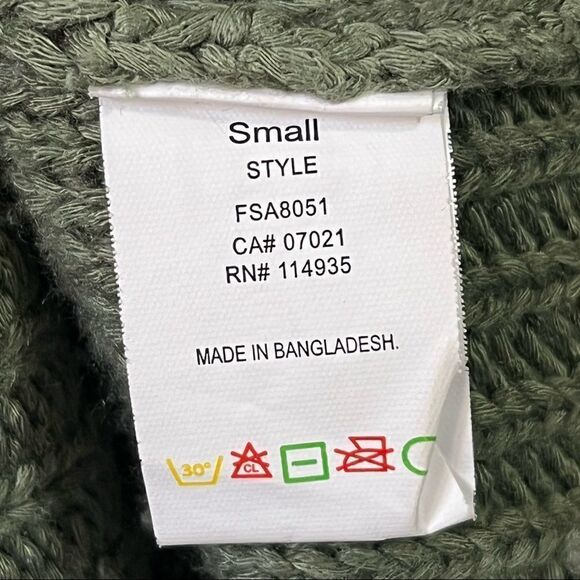 Small
STYLE
FSA8051
CA# 07021
RN# 114935
MADE IN BANGLADESH.
30° CL